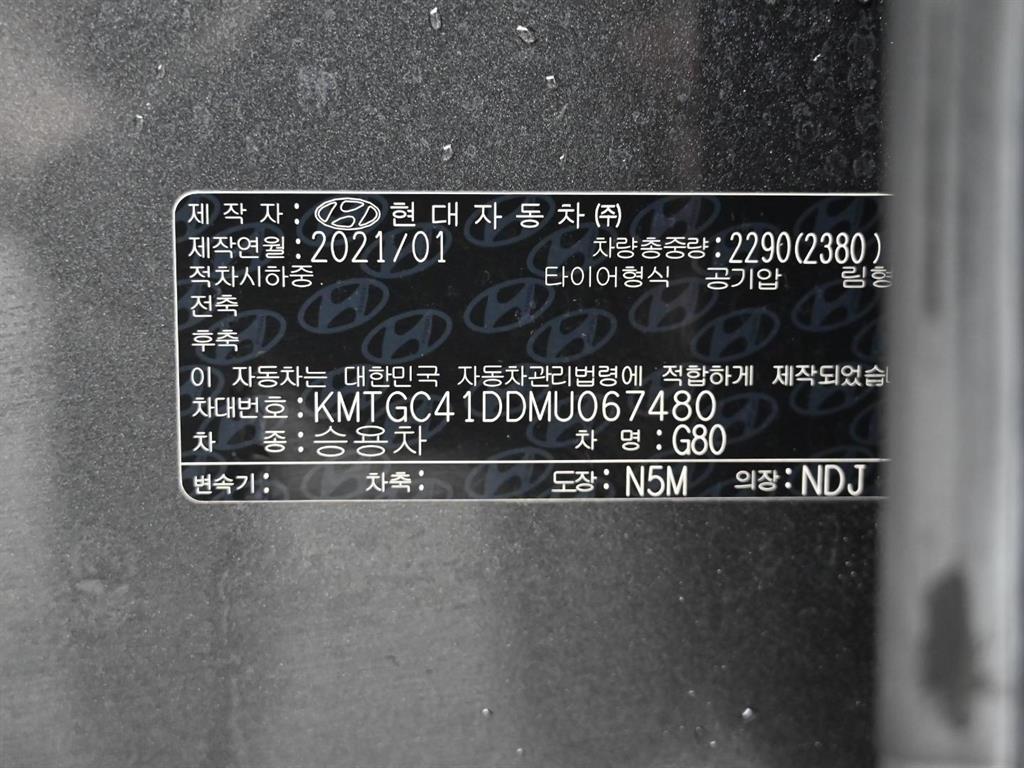 제 작 자 : 현 대 자 동 차 ㈜
제작연월 : 2021/01 차량총중량 : 2290(2380)
적차시하중 타이어형식 공기압 림형
전축
후축
이 자동차는 대한민국 자동차관리법령에 적합하게 제작되었습
차대번호 : KMTGC41DDMU067480
차 종 : 승용차 차 명 : G80
변속기 : 차축 : 도장 : N5M 의장 : NDJ